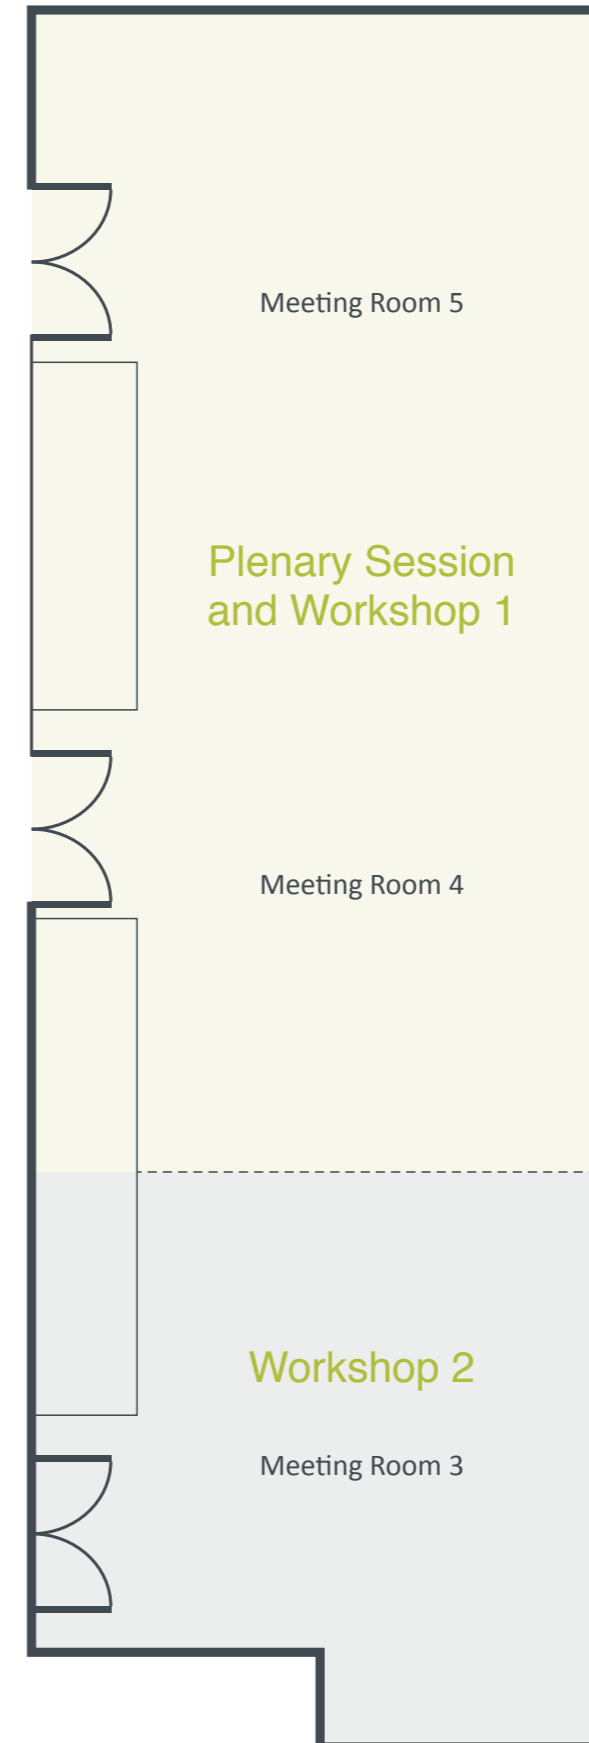 Meeting Room 5
Plenary Session
and Workshop 1
Meeting Room 4
Workshop 2
Meeting Room 3